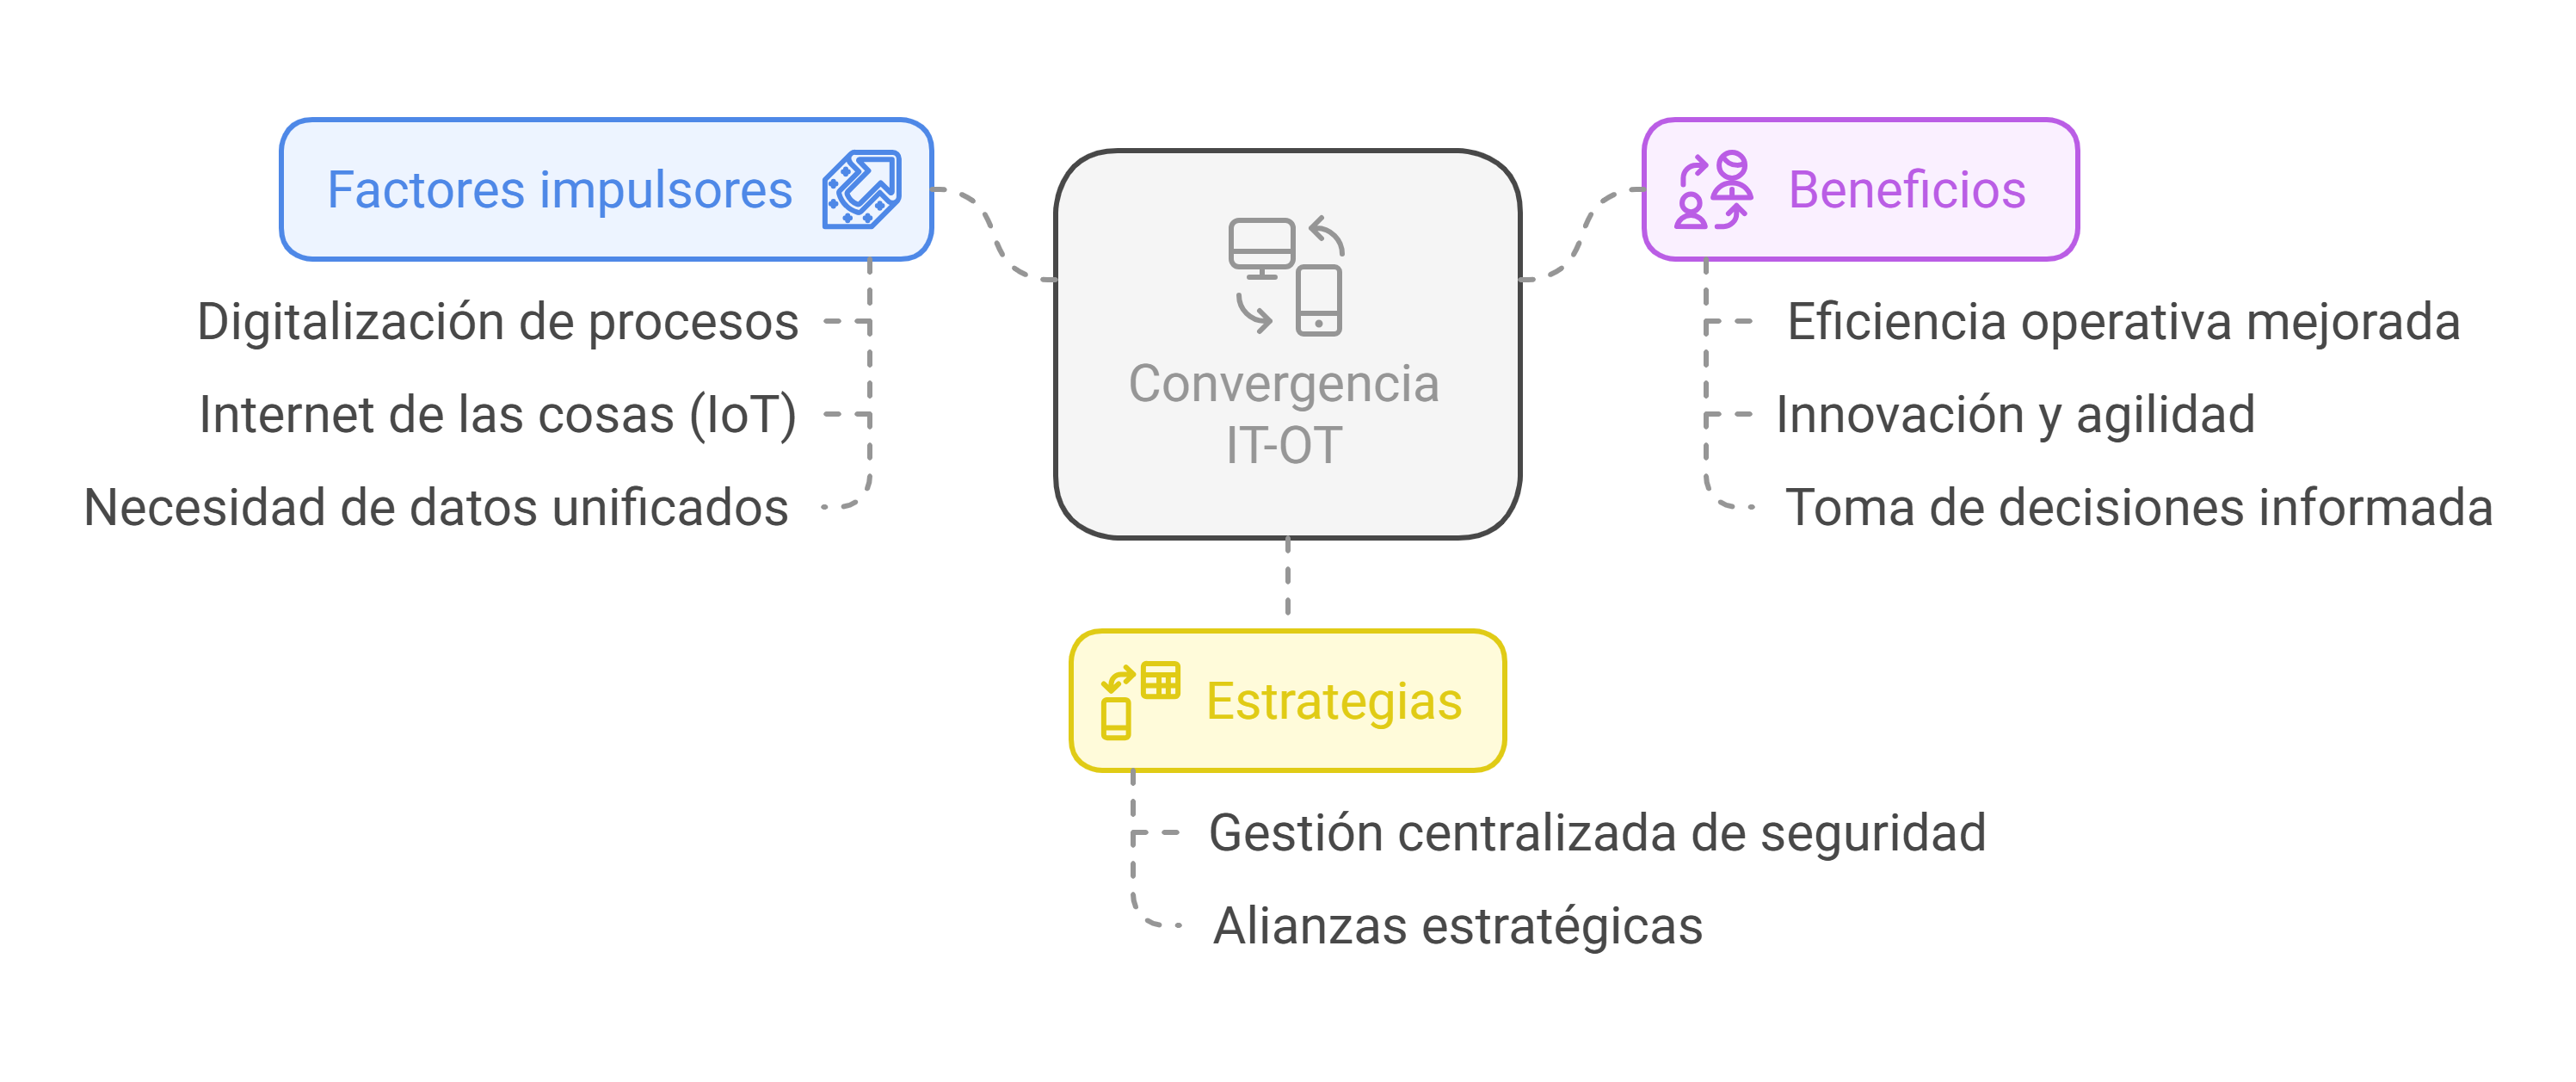 Factores impulsores
Digitalización de procesos
Internet de las cosas (IoT)
Necesidad de datos unificados
Convergencia
IT-OT
Beneficios
Eficiencia operativa mejorada
Innovación y agilidad
Toma de decisiones informada
Estrategias
Gestión centralizada de seguridad
Alianzas estratégicas